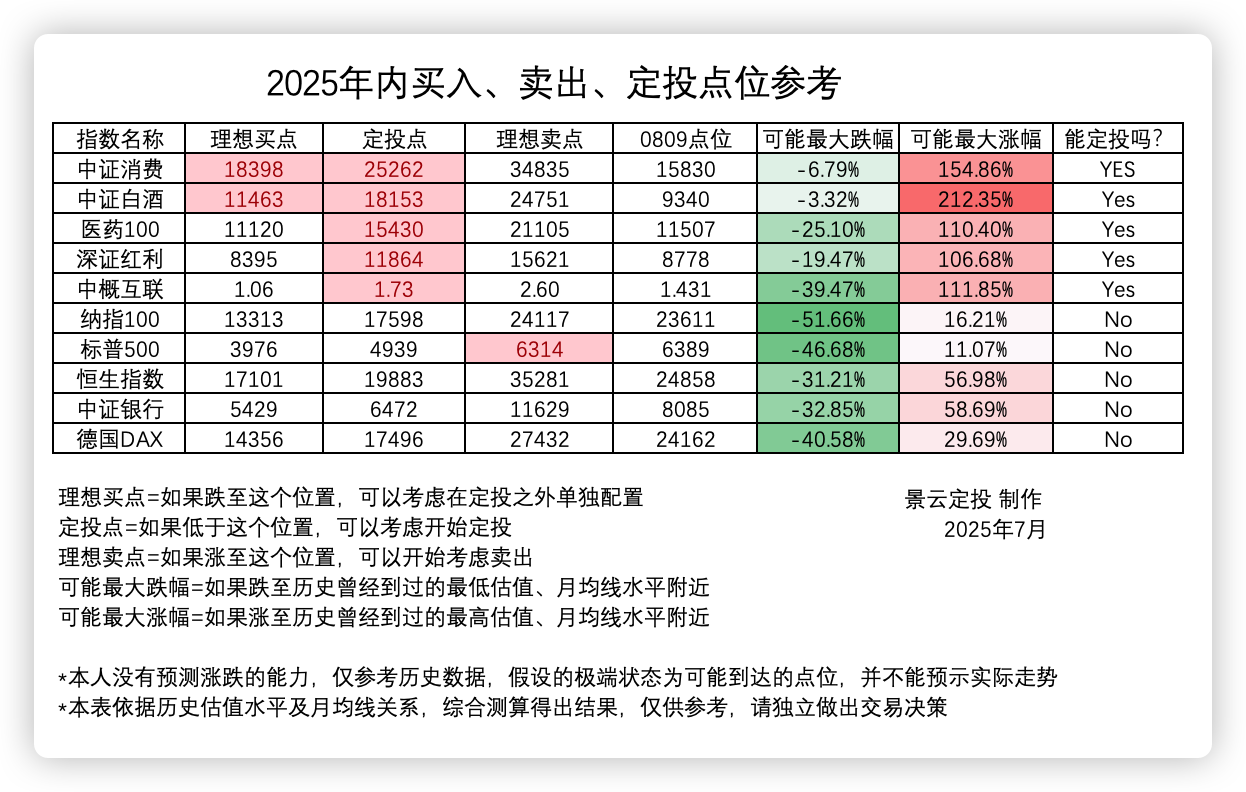 2025年内买入、卖出、定投点位参考
指数名称 理想买点 定投点 理想卖点 0809点位 可能最大跌幅 可能最大涨幅 能定投吗？
中证消费 18398 25262 34835 15830 -6.79% 154.86% YES
中证白酒 11463 18153 24751 9340 -3.32% 212.35% Yes
医药100 11120 15430 21105 11507 -25.10% 110.40% Yes
深证红利 8395 11864 15621 8778 -19.47% 106.68% Yes
中概互联 1.06 1.73 2.60 1.431 -39.47% 111.85% Yes
纳指100 13313 17598 24117 23611 -51.66% 16.21% No
标普500 3976 4939 6314 6389 -46.68% 11.07% No
恒生指数 17101 19883 35281 24858 -31.21% 56.98% No
中证银行 5429 6472 11629 8085 -32.85% 58.69% No
德国DAX 14356 17496 27432 24162 -40.58% 29.69% No
理想买点=如果跌至这个位置，可以考虑在定投之外单独配置 景云定投 制作
定投点=如果低于这个位置，可以考虑开始定投 2025年7月
理想卖点=如果涨至这个位置，可以开始考虑卖出
可能最大跌幅=如果跌至历史曾经到过的最低估值、月均线水平附近
可能最大涨幅=如果涨至历史曾经到过的最高估值、月均线水平附近
*本人没有预测涨跌的能力，仅参考历史数据，假设的极端状态为可能到达的点位，并不能预示实际走势
*本表依据历史估值水平及月均线关系，综合测算得出结果，仅供参考，请独立做出交易决策